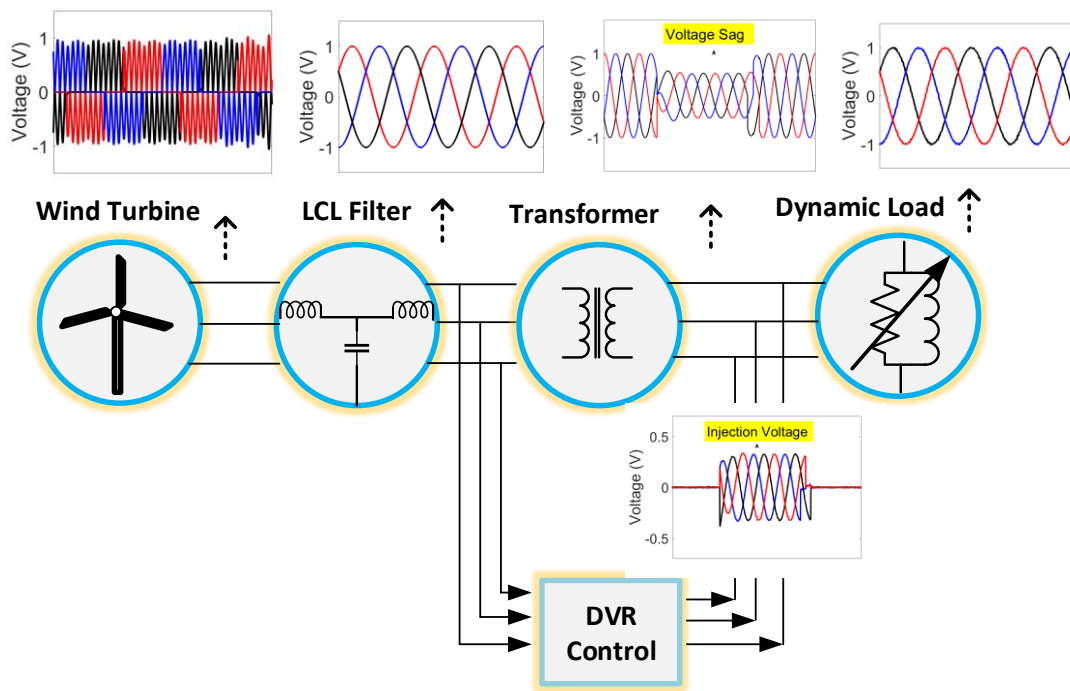 Voltage (V)
1
0
-1
Voltage (V)
1
0
-1
Voltage (V)
1
0
-1
Voltage Sag
Voltage (V)
1
0
-1
Wind Turbine
LCL Filter
Transformer
Dynamic Load
Voltage (V)
0.5
0
-0.5
Injection Voltage
DVR
Control